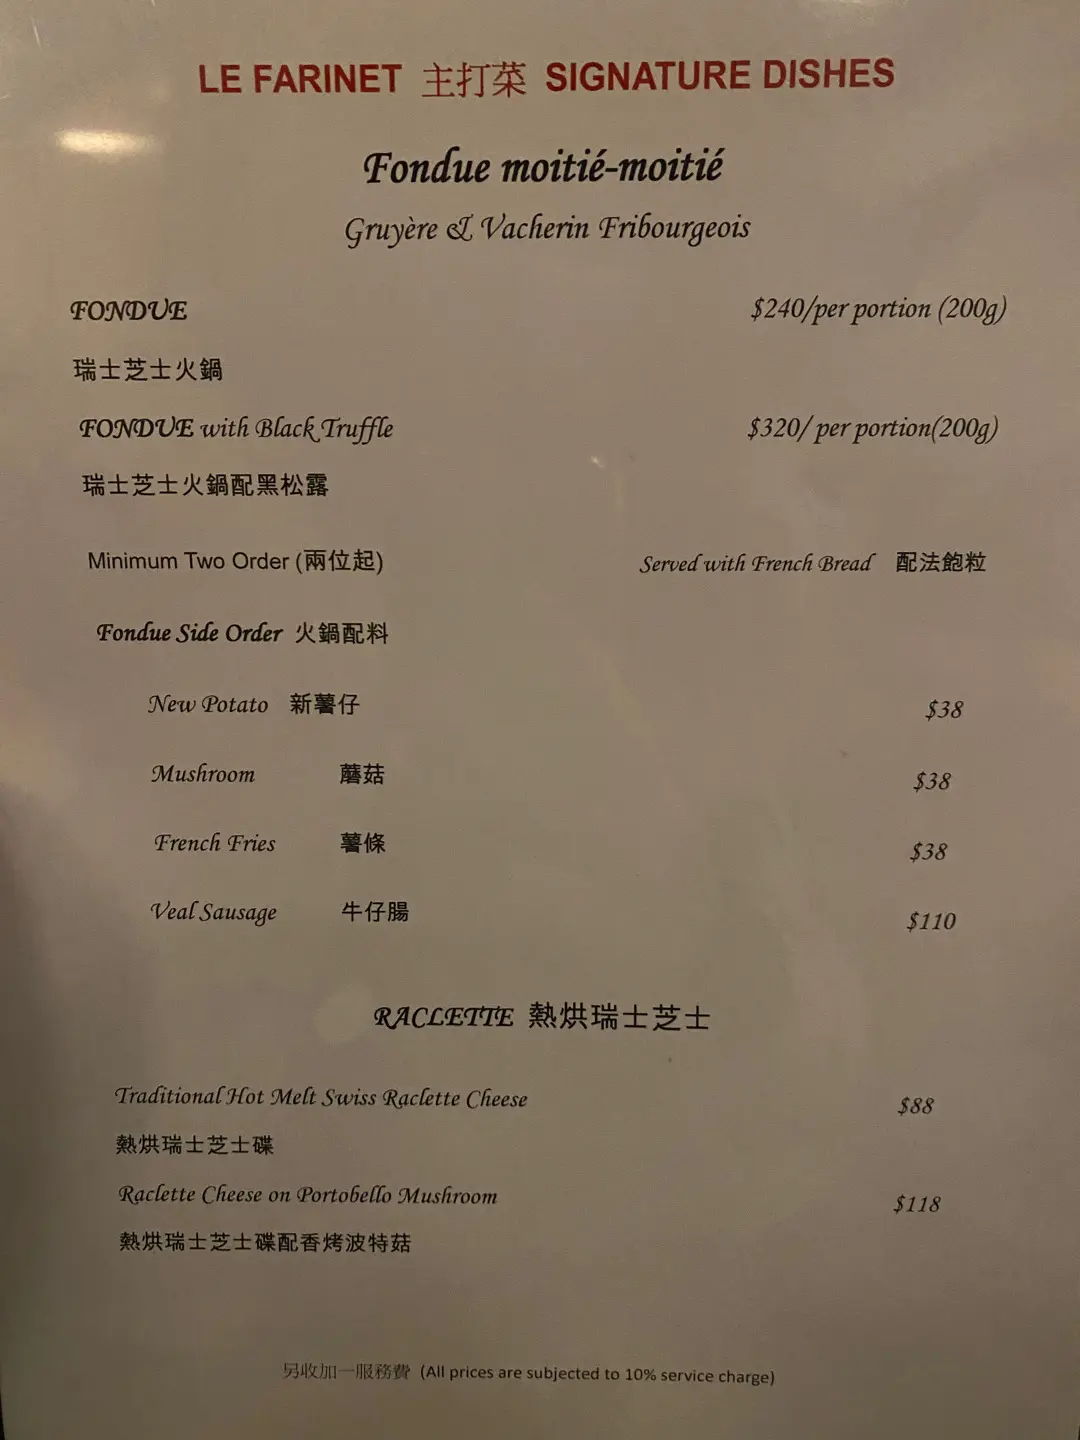 LE FARINET 主打菜 SIGNATURE DISHES
Fondue moitié-moitié
Gruyère & Vacherin Fribourgeois
FONDUE $240/per portion (200g)
瑞士芝士火鍋
FONDUE with Black Truffle $320/ per portion(200g)
瑞士芝士火鍋配黑松露
Minimum Two Order (兩位起) Served with French Bread 配法飽粒
Fondue Side Order 火鍋配料
New Potato 新薯仔 $38
Mushroom 蘑菇 $38
French Fries 薯條 $38
Veal Sausage 牛仔腸 $110
RACLETTE 熱烘瑞士芝士
Traditional Hot Melt Swiss Raclette Cheese $88
熱烘瑞士芝士碟
Raclette Cheese on Portobello Mushroom $118
熱烘瑞士芝士碟配香烤波特菇
另收加一服務費 (All prices are subjected to 10% service charge)